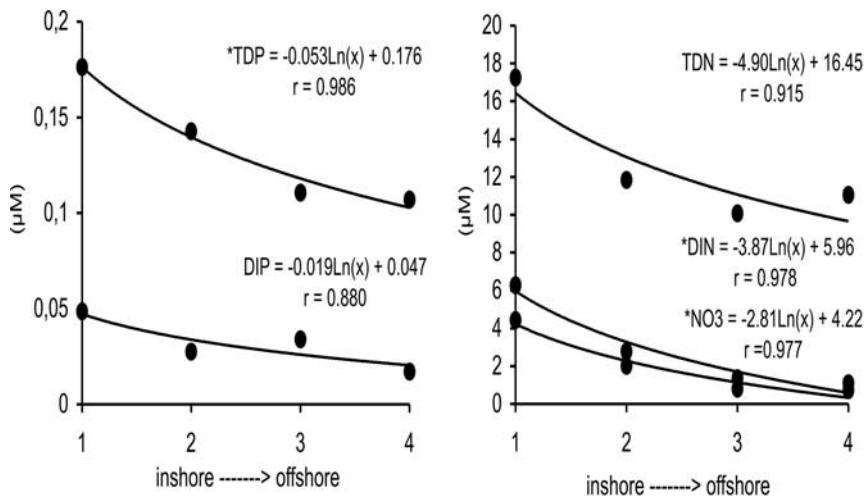 0,2
0,15
0,1
0,05
0
(µM)
*TDP = -0.053Ln(x) + 0.176
r = 0.986
DIP = -0.019Ln(x) + 0.047
r = 0.880
1 2 3 4
inshore -------> offshore
20
18
16
14
12
10
8
6
4
2
0
(µM)
TDN = -4.90Ln(x) + 16.45
r = 0.915
*DIN = -3.87Ln(x) + 5.96
r = 0.978
*NO3 = -2.81Ln(x) + 4.22
r =0.977
1 2 3 4
inshore -------> offshore